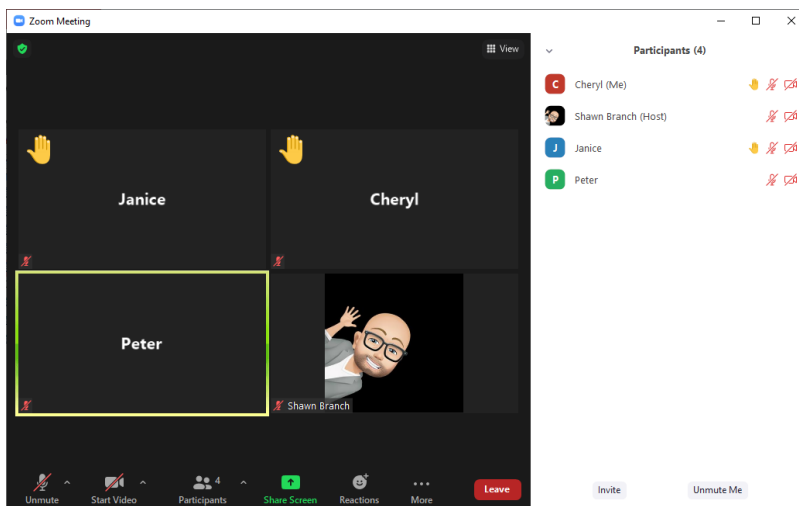 Zoom Meeting
View
Janice
Cheryl
Peter
Shawn Branch
Unmute
Start Video
4
Participants
Share Screen
Reactions
More
Leave
Participants (4)
C Cheryl (Me)
Shawn Branch (Host)
J Janice
P Peter
Invite
Unmute Me